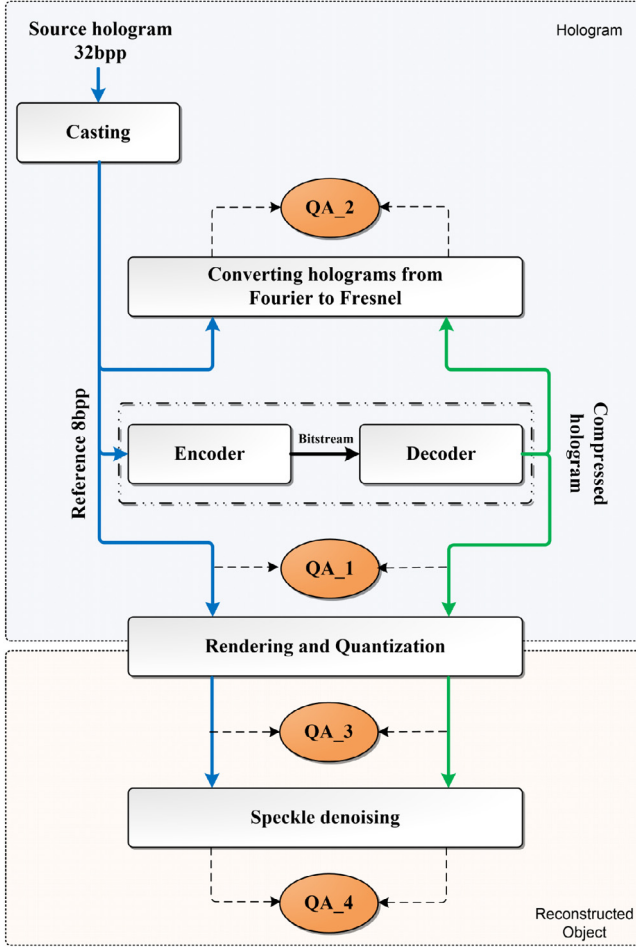 Source hologram
32bpp
Hologram
Casting
QA_2
Converting holograms from
Fourier to Fresnel
Reference 8bpp
Encoder
Bitstream
Decoder
Compressed
hologram
QA_1
Rendering and Quantization
QA_3
Speckle denoising
QA_4
Reconstructed
Object